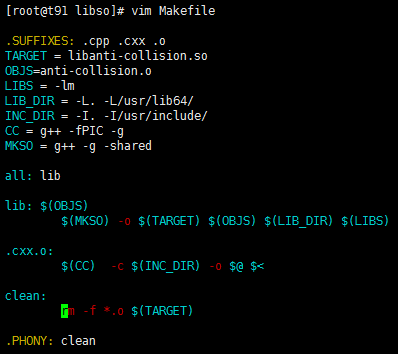 [root@t91 libso]# vim Makefile
.SUFFIXES: .cpp .cxx .o
TARGET = libanti-collision.so
OBJS=anti-collision.o
LIBS = -lm
LIB_DIR = -L. -L/usr/lib64/
INC_DIR = -I. -I/usr/include/
CC = g++ -fPIC -g
MKSO = g++ -g -shared
all: lib
lib: $(OBJS)
$(MKSO) -o $(TARGET) $(OBJS) $(LIB_DIR) $(LIBS)
.cxx.o:
$(CC)  -c $(INC_DIR) -o $@ $<
clean:
rm -f *.o $(TARGET)
.PHONY: clean